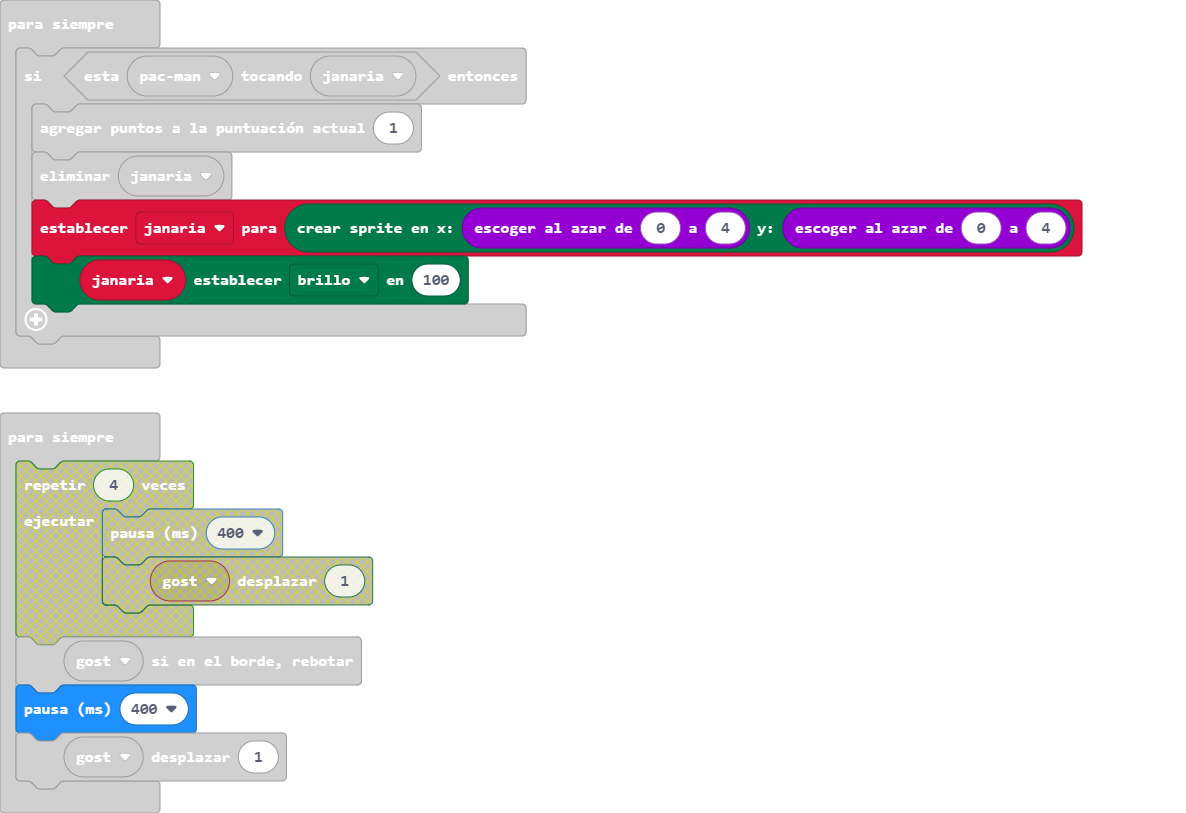 para siempre
si esta pac-man tocando janaria entonces
agregar puntos a la puntuación actual 1
eliminar janaria
establecer janaria para crear sprite en x: escoger al azar de 0 a 4 y: escoger al azar de 0 a 4
janaria establecer brillo en 100
para siempre
repetir 4 veces
ejecutar
pausa (ms) 400
gost desplazar 1
gost si en el borde, rebotar
pausa (ms) 400
gost desplazar 1